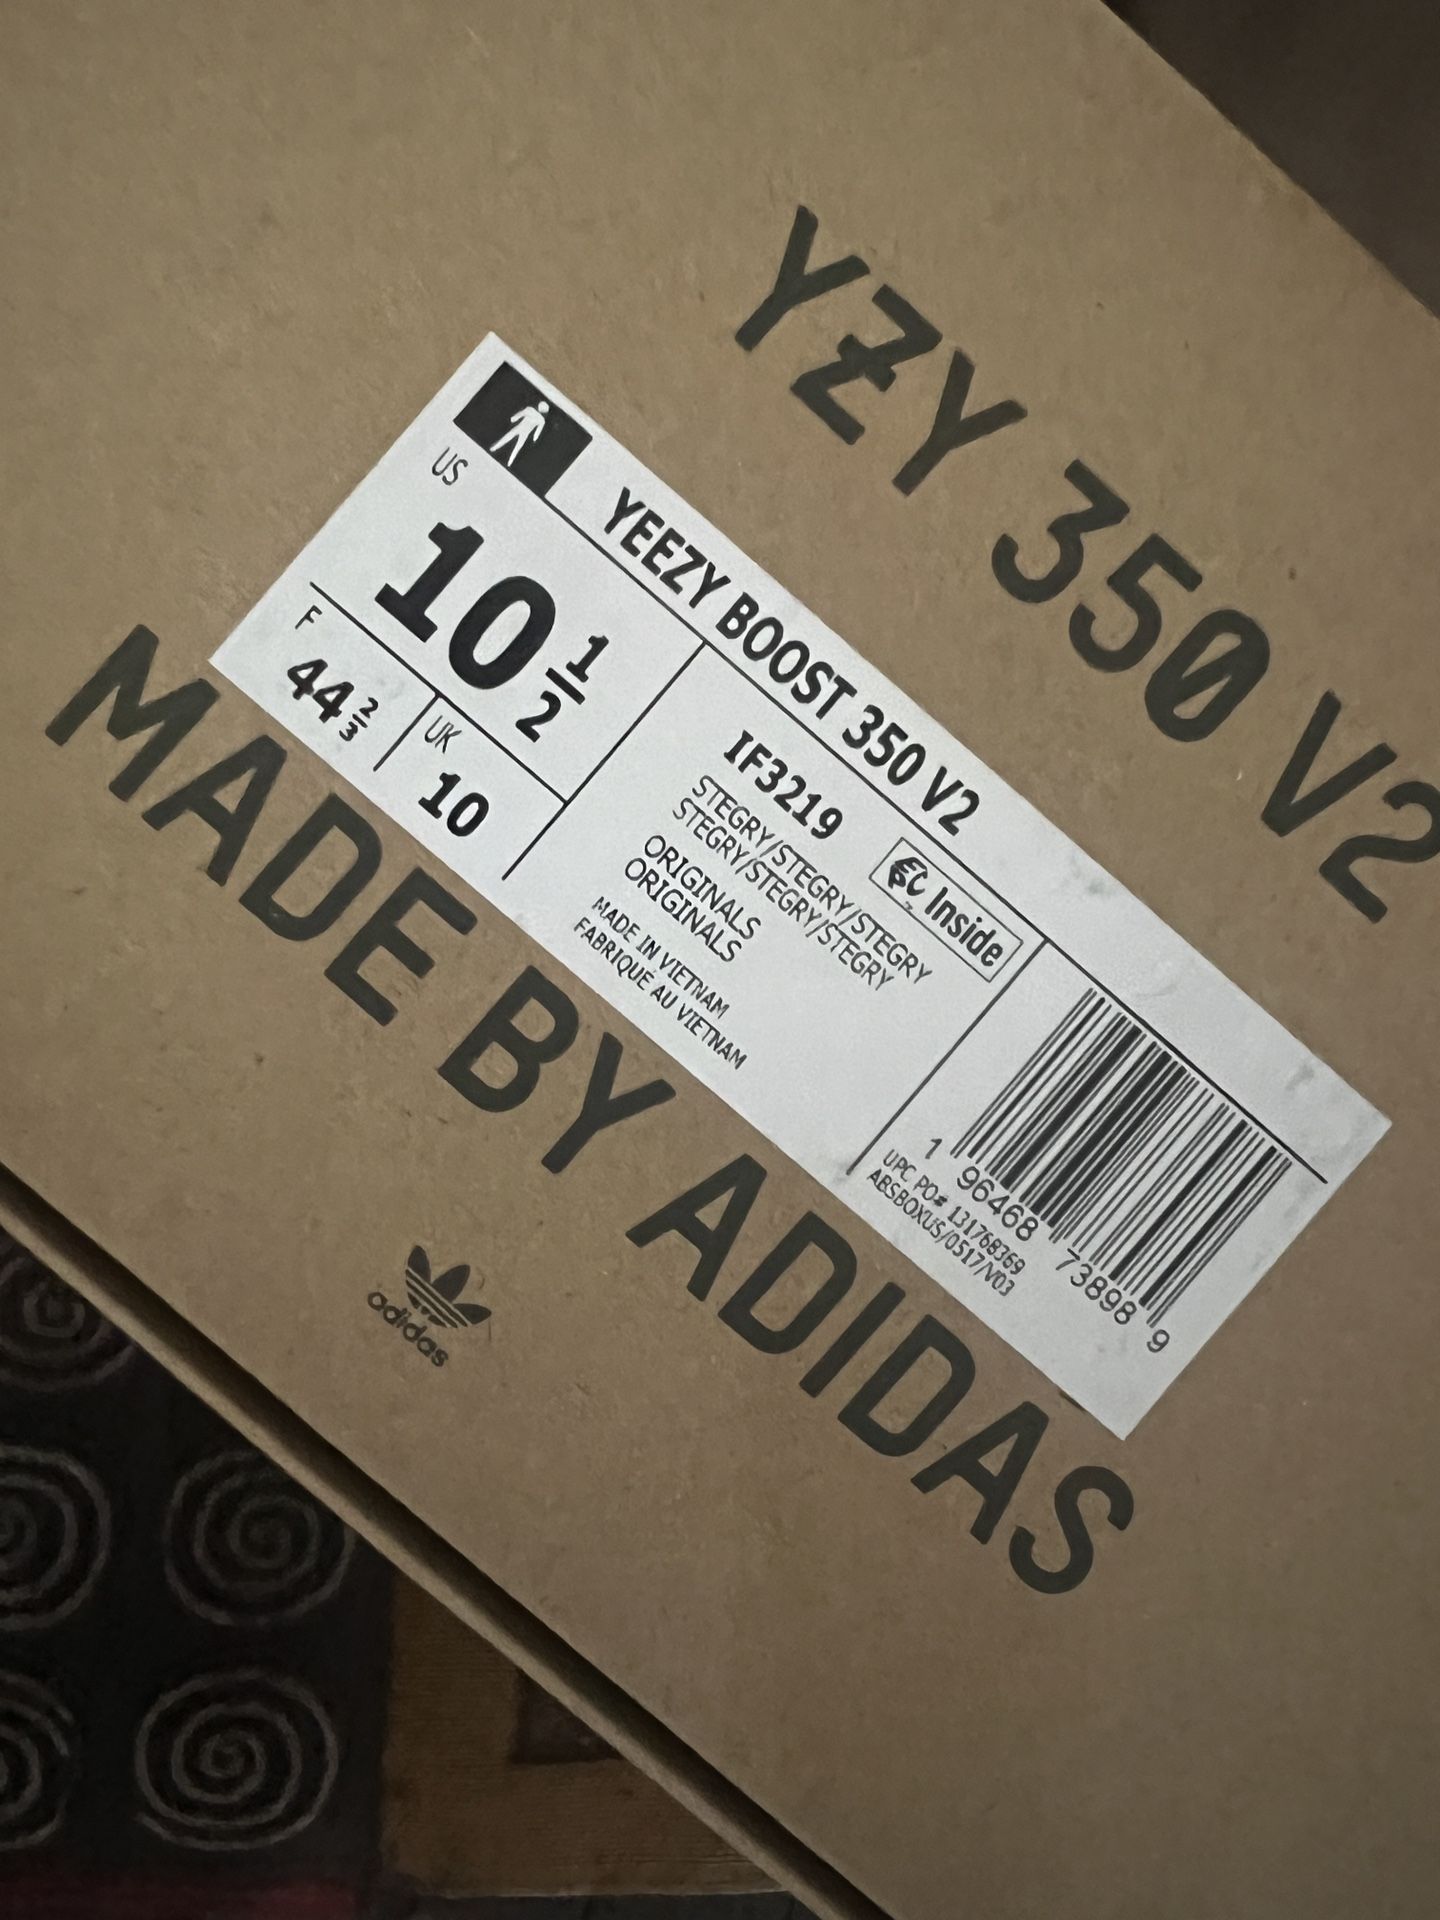 YZY 350 V2
US
10 1/2
F
44 2/3
UK
10
YEEZY BOOST 350 V2
IF3219
STEGRY/STEGRY/STEGRY
STEGRY/STEGRY/STEGRY
ORIGINALS
ORIGINALS
MADE IN VIETNAM
FABRIQUÉ AU VIETNAM
Inside
1 96468 73898 9
UPC PO# 131768369
ABSBOXUS/0517/V03
MADE BY ADIDAS
adidas